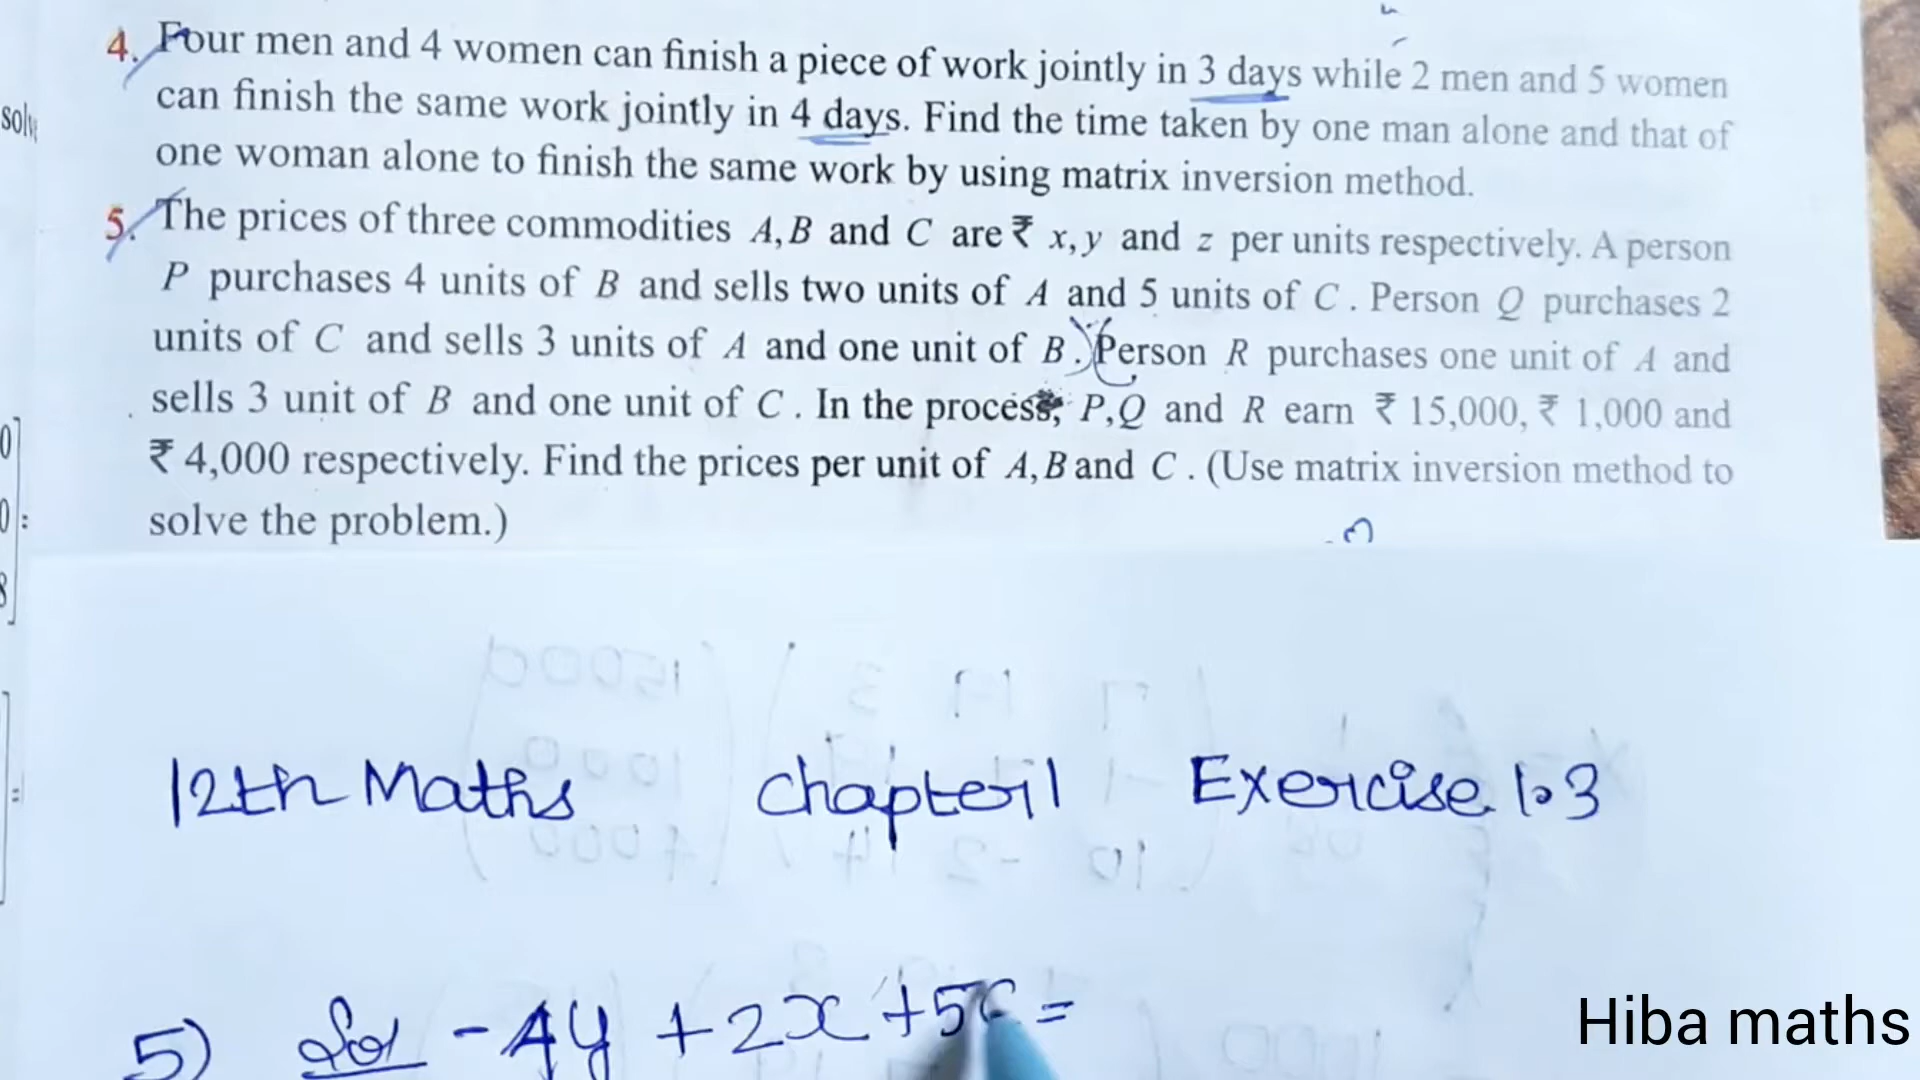 4. Four men and 4 women can finish a piece of work jointly in 3 days while 2 men and 5 women
can finish the same work jointly in 4 days. Find the time taken by one man alone and that of
one woman alone to finish the same work by using matrix inversion method.
5. The prices of three commodities A, B and C are ₹ x, y and z per units respectively. A person
P purchases 4 units of B and sells two units of A and 5 units of C. Person Q purchases 2
units of C and sells 3 units of A and one unit of B. Person R purchases one unit of A and
sells 3 unit of B and one unit of C. In the process, P, Q and R earn ₹ 15,000, ₹ 1,000 and
₹ 4,000 respectively. Find the prices per unit of A, B and C. (Use matrix inversion method to
solve the problem.)
12th Maths Chapter 1 Exercise 1.3
5) Sol -4y + 2x + 5 =
Hiba maths